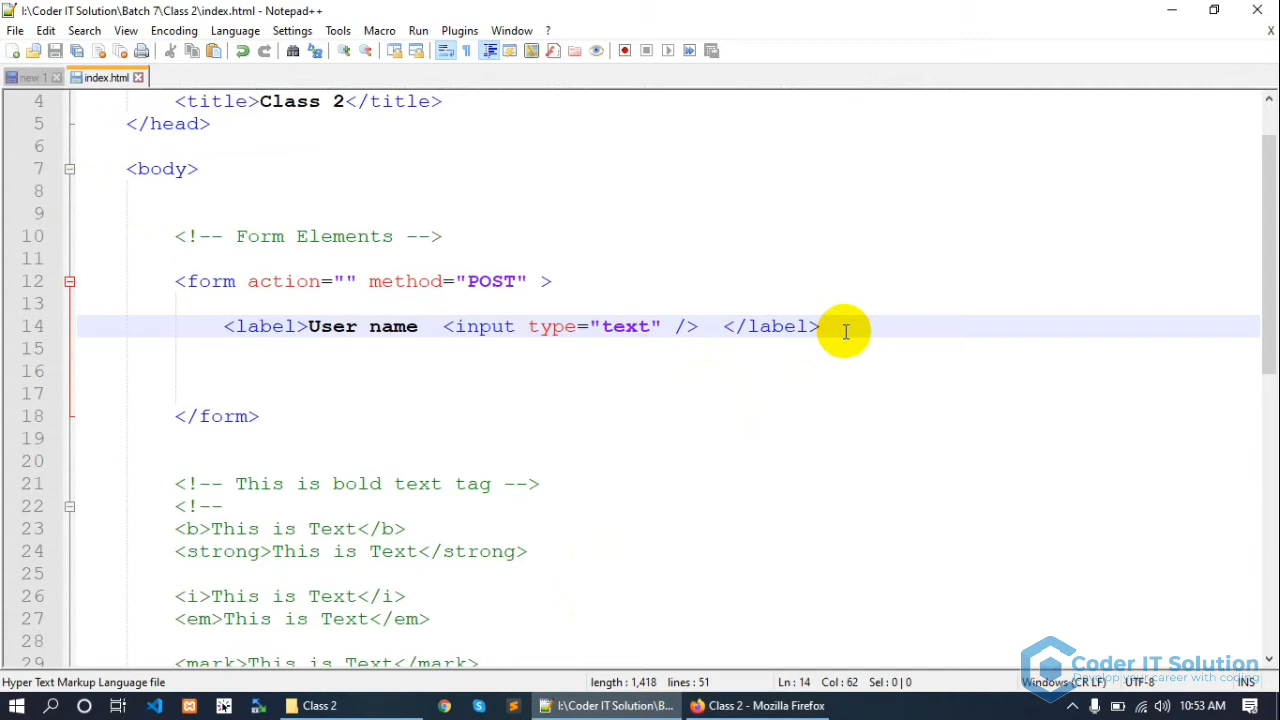 I:\Coder IT Solution\Batch 7\Class 2\index.html - Notepad++
File Edit Search View Encoding Language Settings Tools Macro Run Plugins Window ?
X
new 1 index.html
4 <title>Class 2</title>
5 </head>
6
7 <body>
8
9
10 <!-- Form Elements -->
11
12 <form action="" method="POST" >
13
14 <label>User name <input type="text" /> </label>
15
16
17
18 </form>
19
20
21 <!-- This is bold text tag -->
22 <!--
23 <b>This is Text</b>
24 <strong>This is Text</strong>
25
26 <i>This is Text</i>
27 <em>This is Text</em>
28
29 <mark>This is Text</mark>
Coder IT Solution
Develop your career with coding
Hyper Text Markup Language file length : 1,418 lines : 51 Ln : 14 Col : 62 Sel : 0 | 0 Windows (CR LF) UTF-8 INS
Class 2 I:\Coder IT Solution\B... Class 2 - Mozilla Firefox 10:53 AM